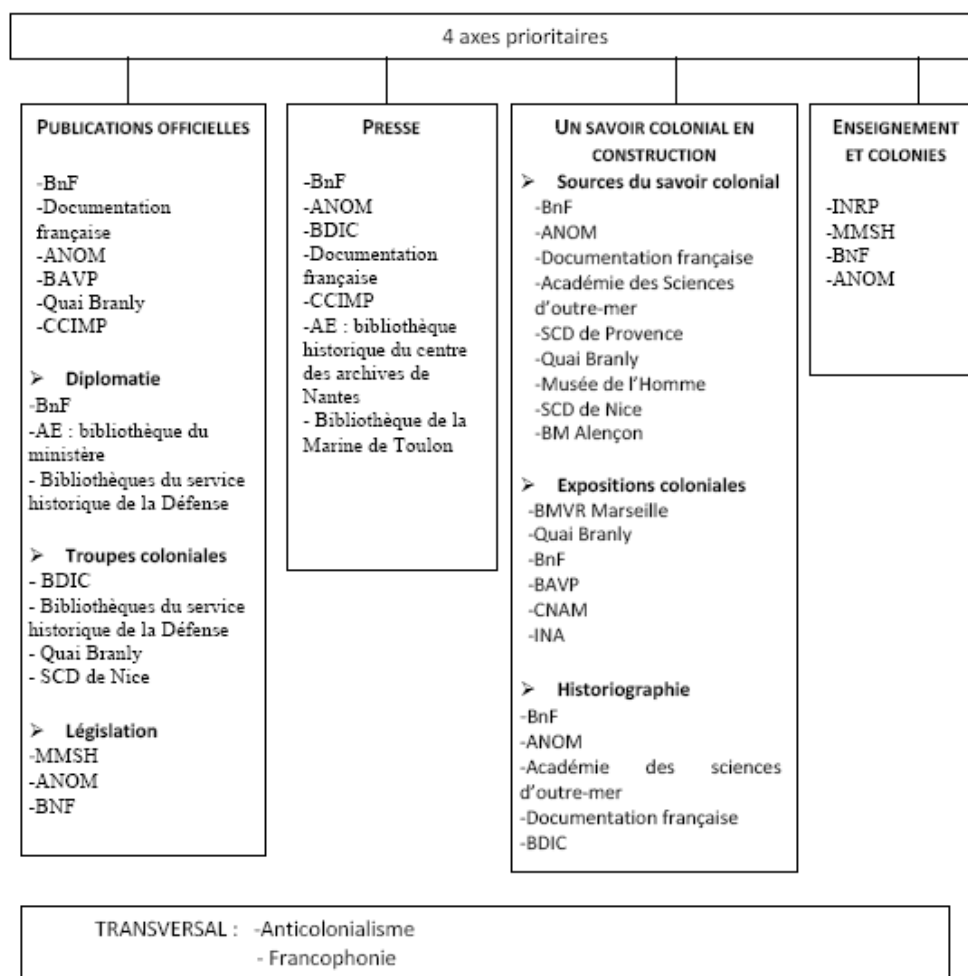 4 axes prioritaires
PUBLICATIONS OFFICIELLES
-BnF
-Documentation
française
-ANOM
-BAVP
-Quai Branly
-CCIMP
➢ Diplomatie
-BnF
-AE : bibliothèque du
ministère
- Bibliothèques du service
historique de la Défense
➢ Troupes coloniales
- BDIC
- Bibliothèques du service
historique de la Défense
- Quai Branly
- SCD de Nice
➢ Législation
-MMSH
-ANOM
-BNF
PRESSE
-BnF
-ANOM
-BDIC
-Documentation
française
-CCIMP
-AE : bibliothèque
historique du centre
des archives de
Nantes
- Bibliothèque de la
Marine de Toulon
UN SAVOIR COLONIAL EN
CONSTRUCTION
➢ Sources du savoir colonial
-BnF
-ANOM
-Documentation française
-Académie des Sciences
d’outre-mer
-SCD de Provence
-Quai Branly
-Musée de l’Homme
-SCD de Nice
-BM Alençon
➢ Expositions coloniales
-BMVR Marseille
-Quai Branly
-BnF
-BAVP
-CNAM
-INA
➢ Historiographie
-BnF
-ANOM
-Académie des sciences
d’outre-mer
-Documentation française
-BDIC
ENSEIGNEMENT
ET COLONIES
-INRP
-MMSH
-BNF
-ANOM
TRANSVERSAL : -Anticolonialisme
- Francophonie